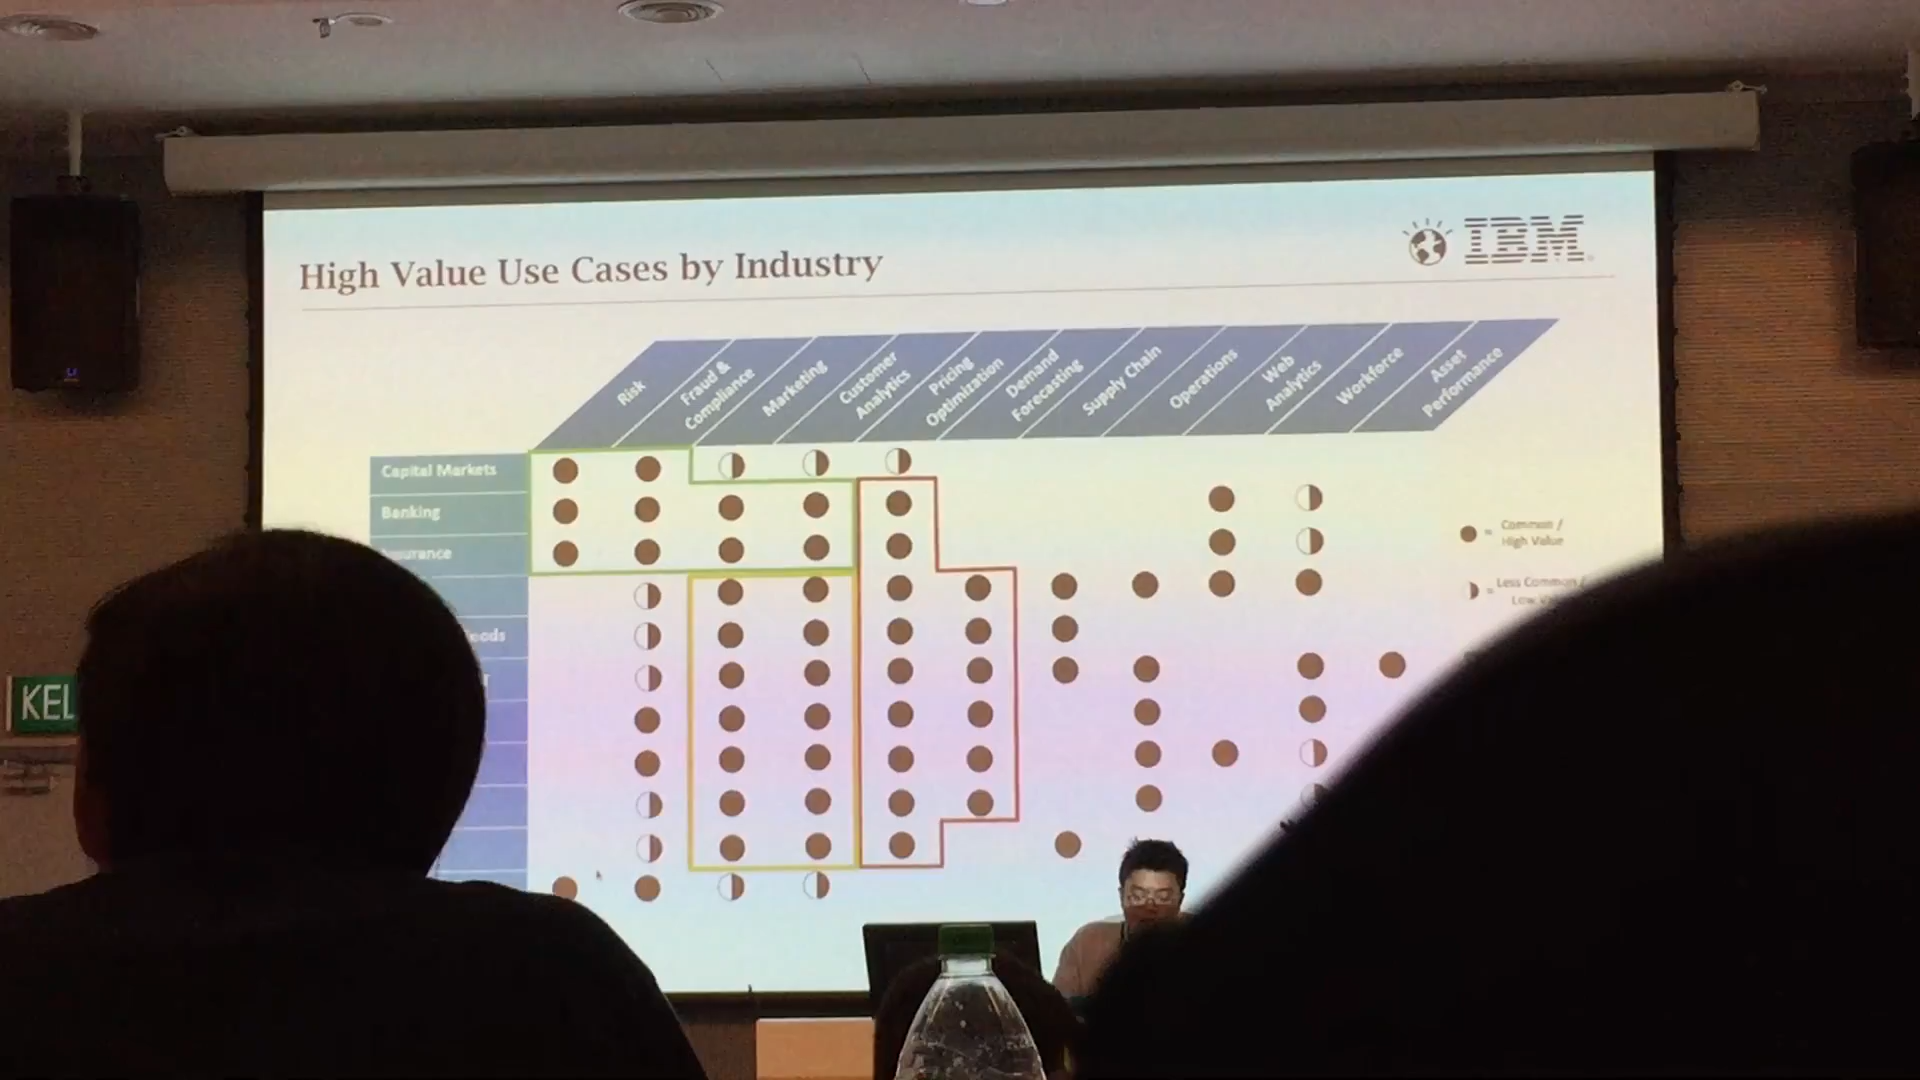 IBM
High Value Use Cases by Industry
Risk
Fraud &
Compliance
Marketing
Customer
Analytics
Pricing
Optimization
Demand
Forecasting
Supply Chain
Operations
Web
Analytics
Workforce
Asset
Performance
Capital Markets
Banking
Insurance
= Common /
High Value
= Less Common /
Low
KEL